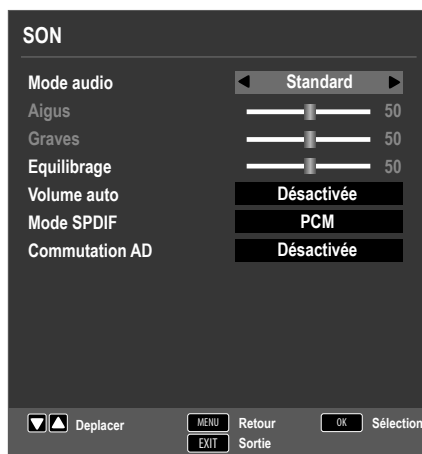 SON
Mode audio Standard
Aigus 50
Graves 50
Equilibrage 50
Volume auto Désactivée
Mode SPDIF PCM
Commutation AD Désactivée
Deplacer MENU Retour OK Sélection
EXIT Sortie